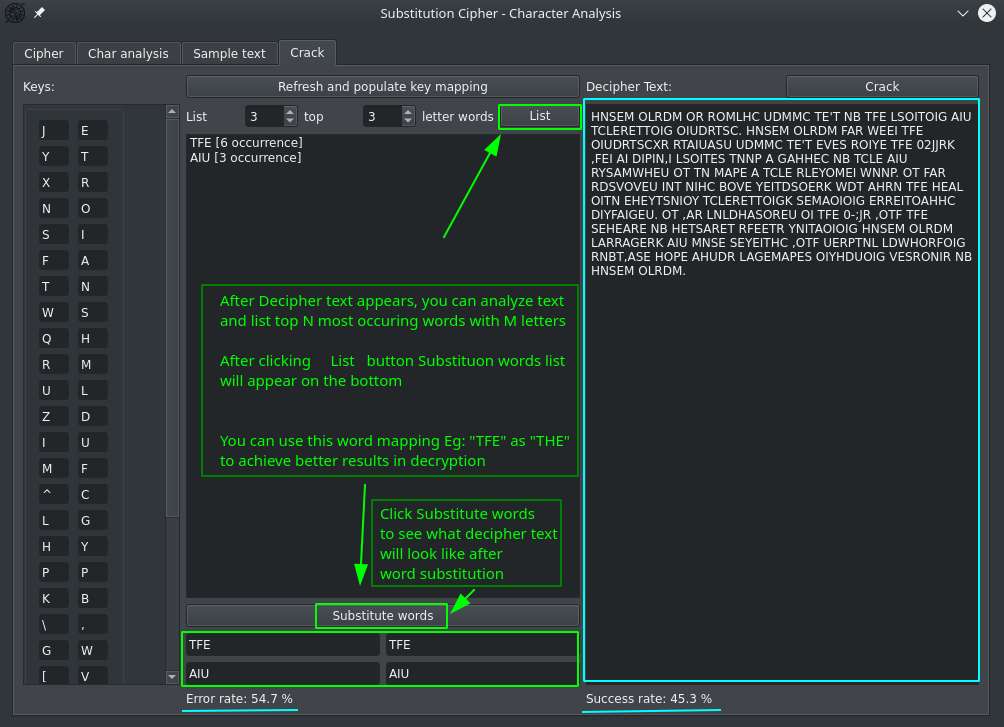 Substitution Cipher - Character Analysis
Cipher Char analysis Sample text Crack
Keys:
J E
Y T
X R
N O
S I
F A
T N
W S
Q H
R M
U L
Z D
I U
M F
^ C
L G
H Y
P P
K B
\ ,
G W
[ V
Refresh and populate key mapping
List 3 top 3 letter words List
TFE [6 occurrence]
AIU [3 occurrence]
After Decipher text appears, you can analyze text
and list top N most occuring words with M letters
After clicking List button Substituon words list
will appear on the bottom
You can use this word mapping Eg: "TFE" as "THE"
to achieve better results in decryption
Click Substitute words
to see what decipher text
will look like after
word substitution
Substitute words
TFE TFE
AIU AIU
Error rate: 54.7 %
Decipher Text: Crack
HNSEM OLRDM OR ROMLHC UDMMC TE'T NB TFE LSOITOIG AIU
TCLERETTOIG OIUDRTSC. HNSEM OLRDM FAR WEEI TFE
OIUDRTSCXR RTAIUASU UDMMC TE'T EVES ROIYE TFE 02JJRK
,FEI AI DIPIN,I LSOITES TNNP A GAHHEC NB TCLE AIU
RYSAMWHEU OT TN MAPE A TCLE RLEYOMEI WNNP. OT FAR
RDSVOVEU INT NIHC BOVE YEITDSOERK WDT AHRN TFE HEAL
OITN EHEYTSNIOY TCLERETTOIGK SEMAOIOIG ERREITOAHHC
DIYFAIGEU. OT ,AR LNLDHASOREU OI TFE 0-;JR ,OTF TFE
SEHEARE NB HETSARET RFEETR YNITAOIOIG HNSEM OLRDM
LARRAGERK AIU MNSE SEYEITHC ,OTF UERPTNL LDWHORFOIG
RNBT,ASE HOPE AHUDR LAGEMAPES OIYHDUOIG VESRONIR NB
HNSEM OLRDM.
Success rate: 45.3 %